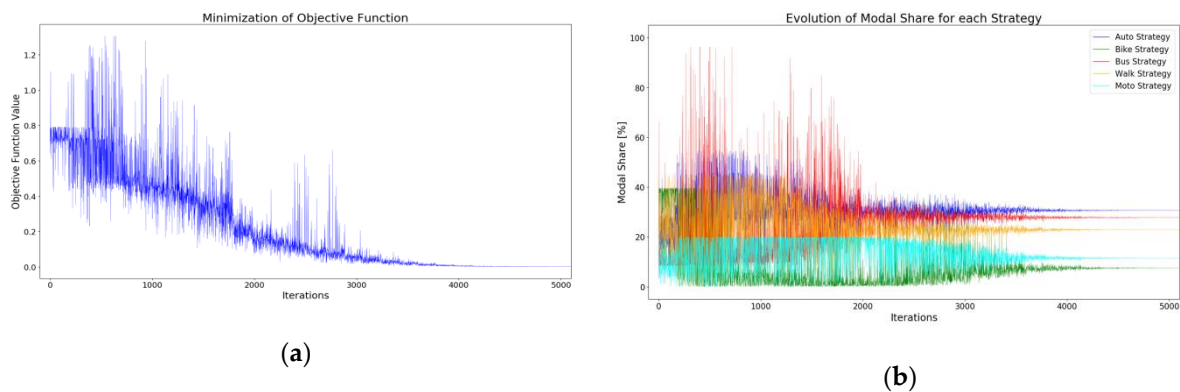 Minimization of Objective Function
Objective Function Value
1.2
1.0
0.8
0.6
0.4
0.2
0.0
0
1000
2000
3000
4000
5000
Iterations
(a)
Evolution of Modal Share for each Strategy
Modal Share [%]
100
80
60
40
20
0
Auto Strategy
Bike Strategy
Bus Strategy
Walk Strategy
Moto Strategy
0
1000
2000
3000
4000
5000
Iterations
(b)